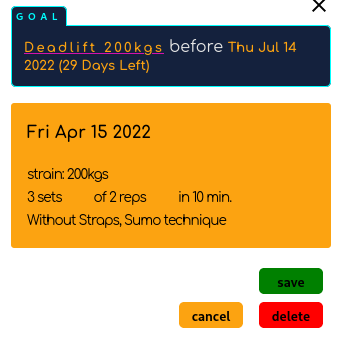 GOAL
Deadlift 200kgs before Thu Jul 14
2022 (29 Days Left)
Fri Apr 15 2022
strain: 200kgs
3 sets of 2 reps in 10 min.
Without Straps, Sumo technique
save
cancel delete